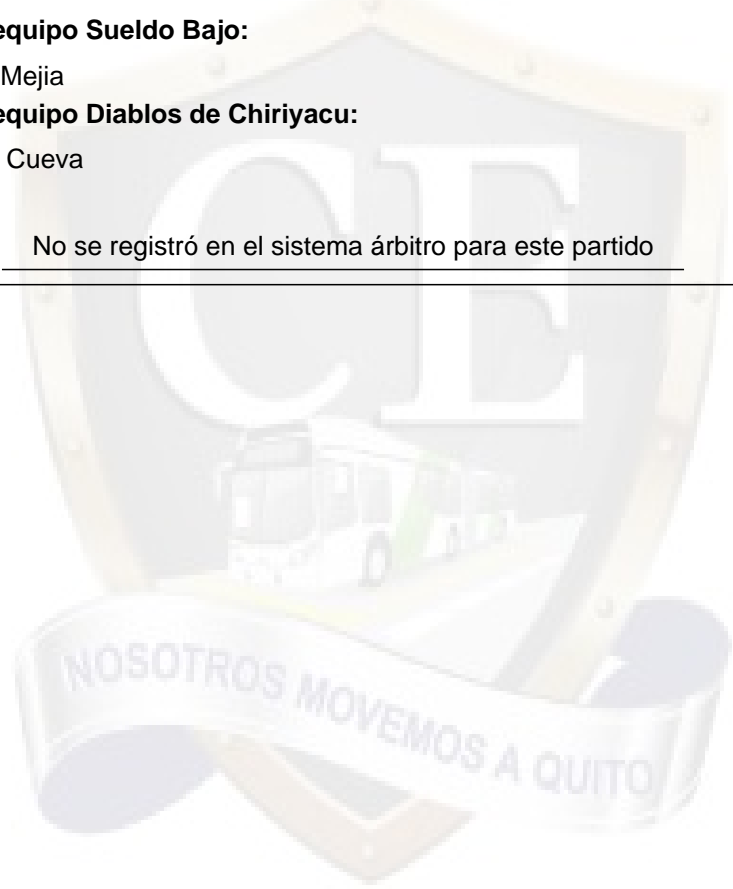 equipo Sueldo Bajo:
Mejia
equipo Diablos de Chiriyacu:
Cueva
No se registró en el sistema árbitro para este partido
CE
NOSOTROS MOVEMOS A QUITO